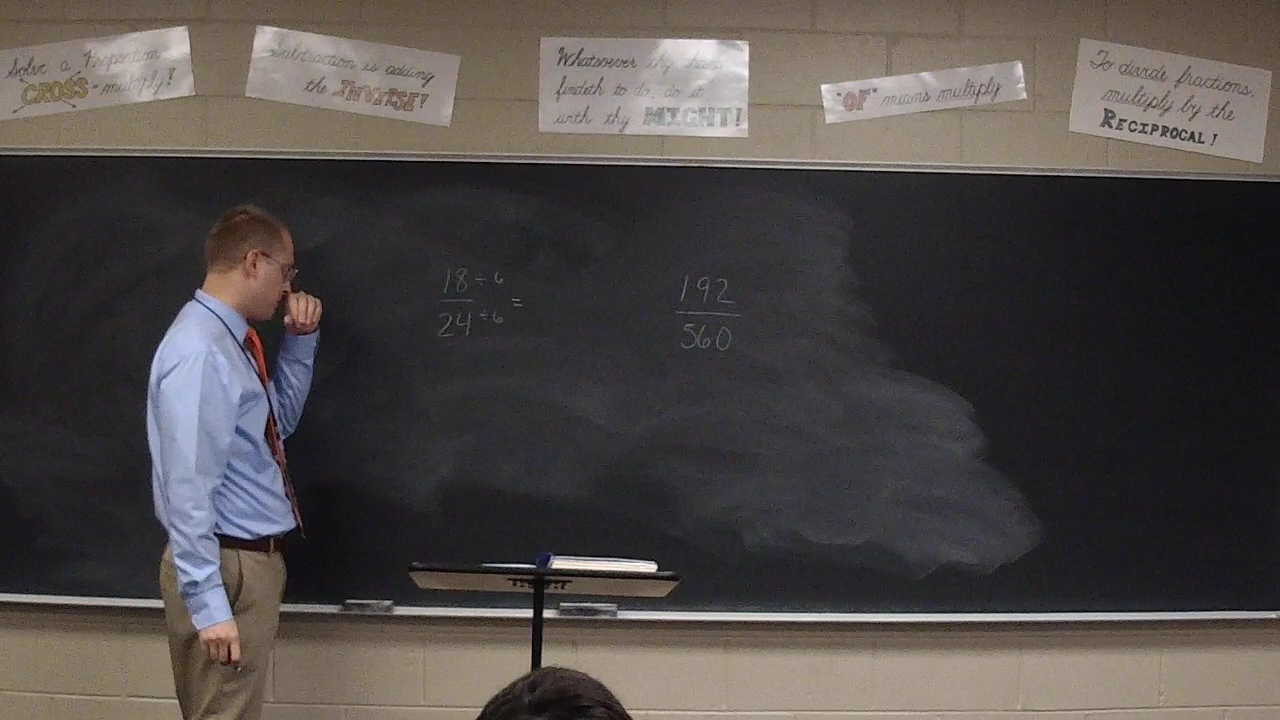 Solve a Proportion
CROSS-multiply!
Subtraction is adding
the INVERSE!
Whatsoever thy hand
findeth to do, do it
with thy MIGHT!
"OF" means multiply
To divide fractions,
multiply by the
RECIPROCAL!
18 ÷ 6
24 ÷ 6 =
192
560